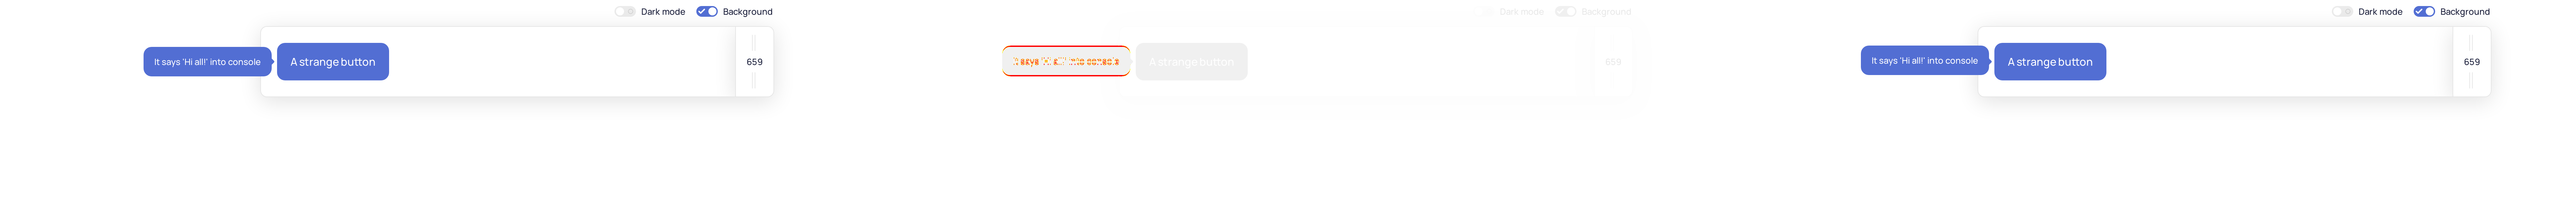 Dark mode Background
It says 'Hi all!' into console A strange button 659
Dark mode Background
It says 'Hi all!' into console A strange button 659
Dark mode Background
It says 'Hi all!' into console A strange button 659